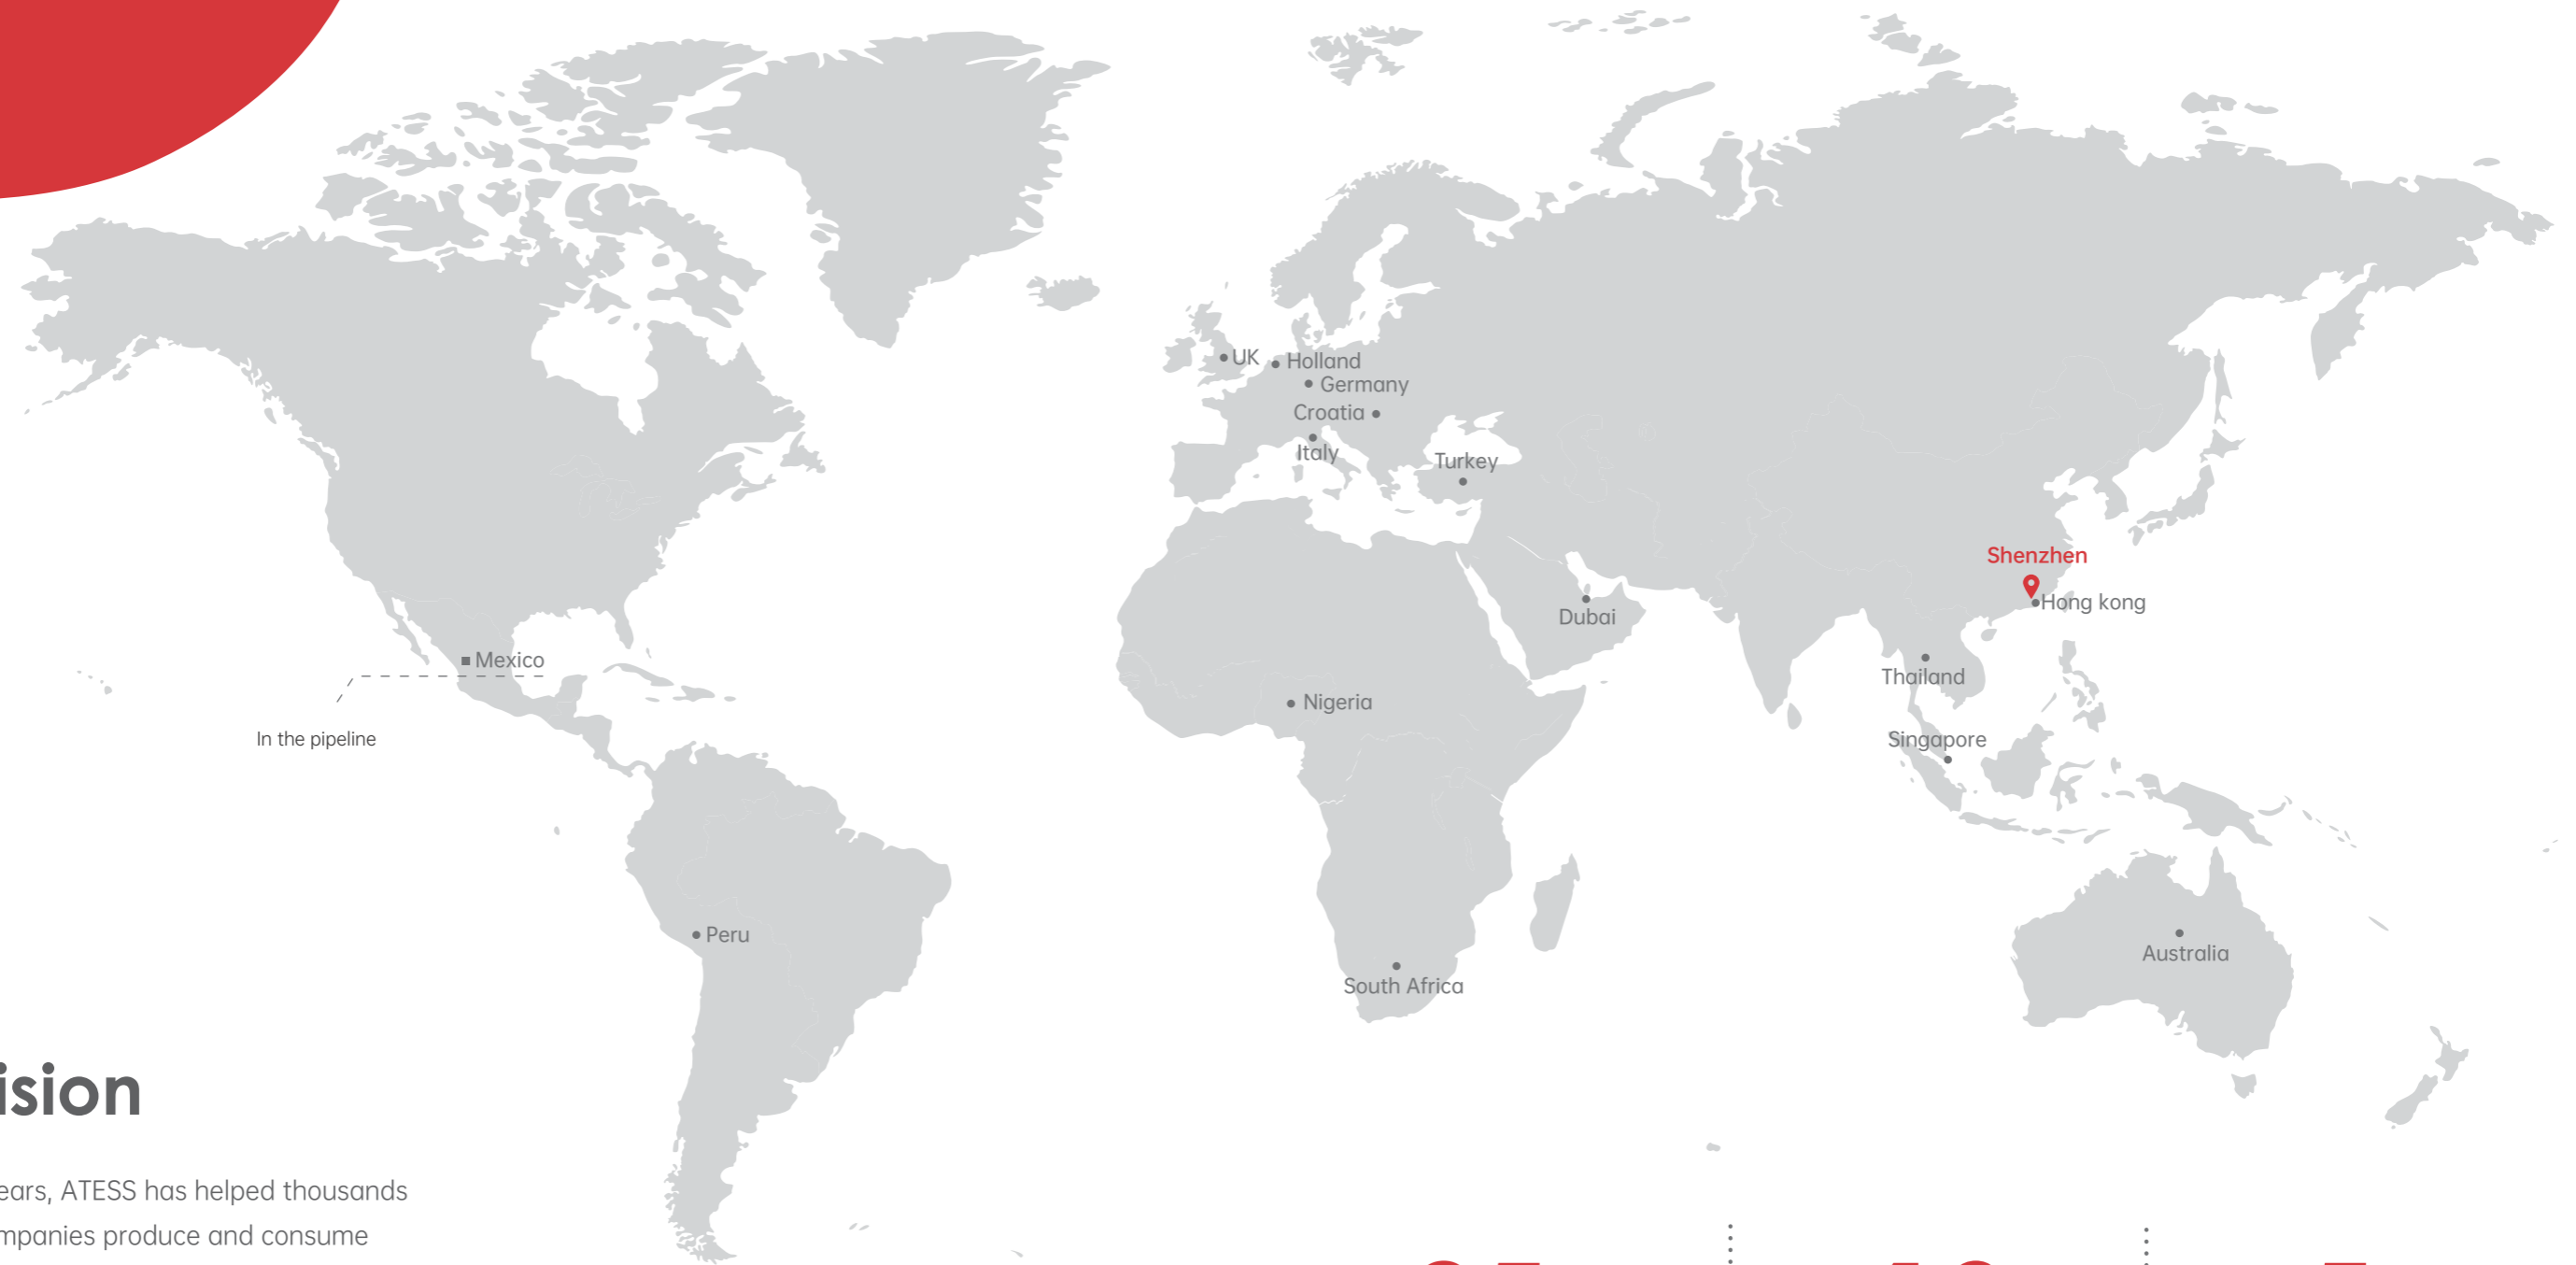 UK
Holland
Germany
Croatia
Italy
Turkey
Shenzhen
Hong kong
Dubai
Mexico
Thailand
Nigeria
In the pipeline
Singapore
Peru
Australia
South Africa
ision
ears, ATESS has helped thousands
mpanies produce and consume